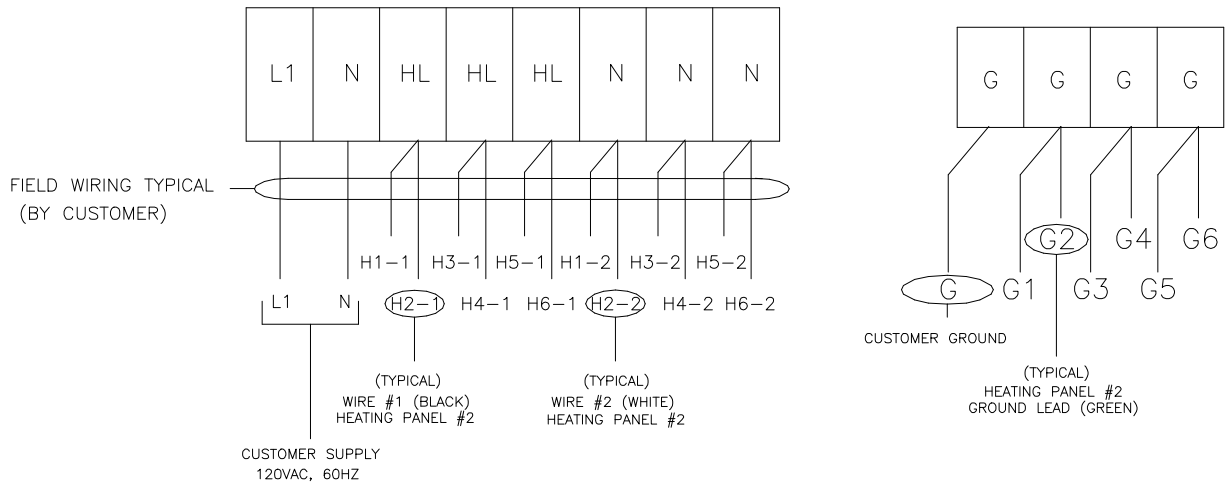 L1 N HL HL HL N N N
G G G G
FIELD WIRING TYPICAL
(BY CUSTOMER)
H1-1 H3-1 H5-1 H1-2 H3-2 H5-2
L1 N H2-1 H4-1 H6-1 H2-2 H4-2 H6-2
G2 G4 G6
G G1 G3 G5
CUSTOMER GROUND
(TYPICAL)
WIRE #1 (BLACK)
HEATING PANEL #2
(TYPICAL)
WIRE #2 (WHITE)
HEATING PANEL #2
(TYPICAL)
HEATING PANEL #2
GROUND LEAD (GREEN)
CUSTOMER SUPPLY
120VAC, 60HZ